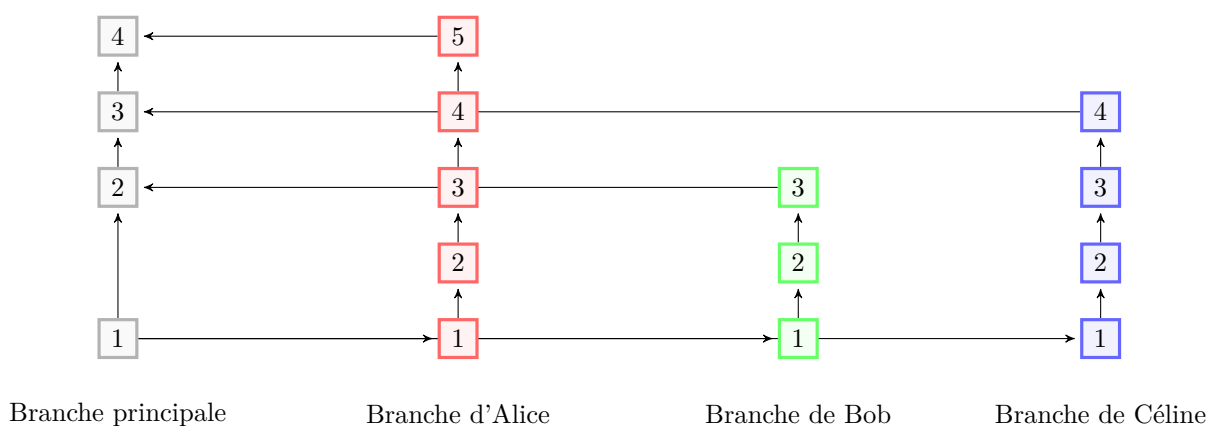 4 5
3 4 4
2 3 3 3
2 2 2
1 1 1 1
Branche principale Branche d'Alice Branche de Bob Branche de Céline